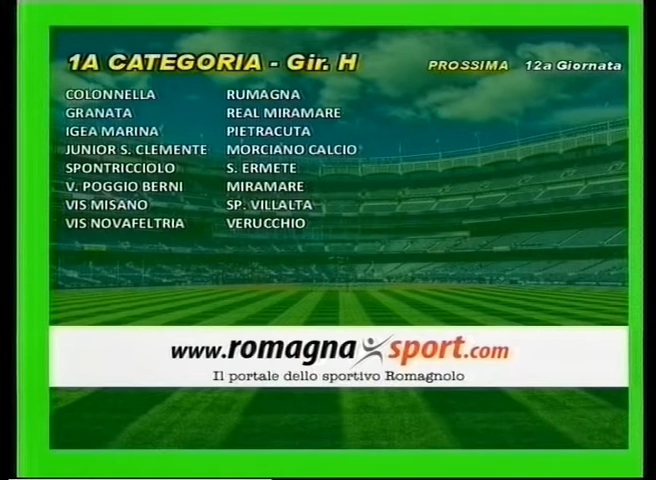 1A CATEGORIA - Gir. H PROSSIMA 12a Giornata
COLONNELLA RUMAGNA
GRANATA REAL MIRAMARE
IGEA MARINA PIETRACUTA
JUNIOR S. CLEMENTE MORCIANO CALCIO
SPONTRICCIOLO S. ERMETE
V. POGGIO BERNI MIRAMARE
VIS MISANO SP. VILLALTA
VIS NOVAFELTRIA VERUCCHIO
www.romagnasport.com
Il portale dello sportivo Romagnolo